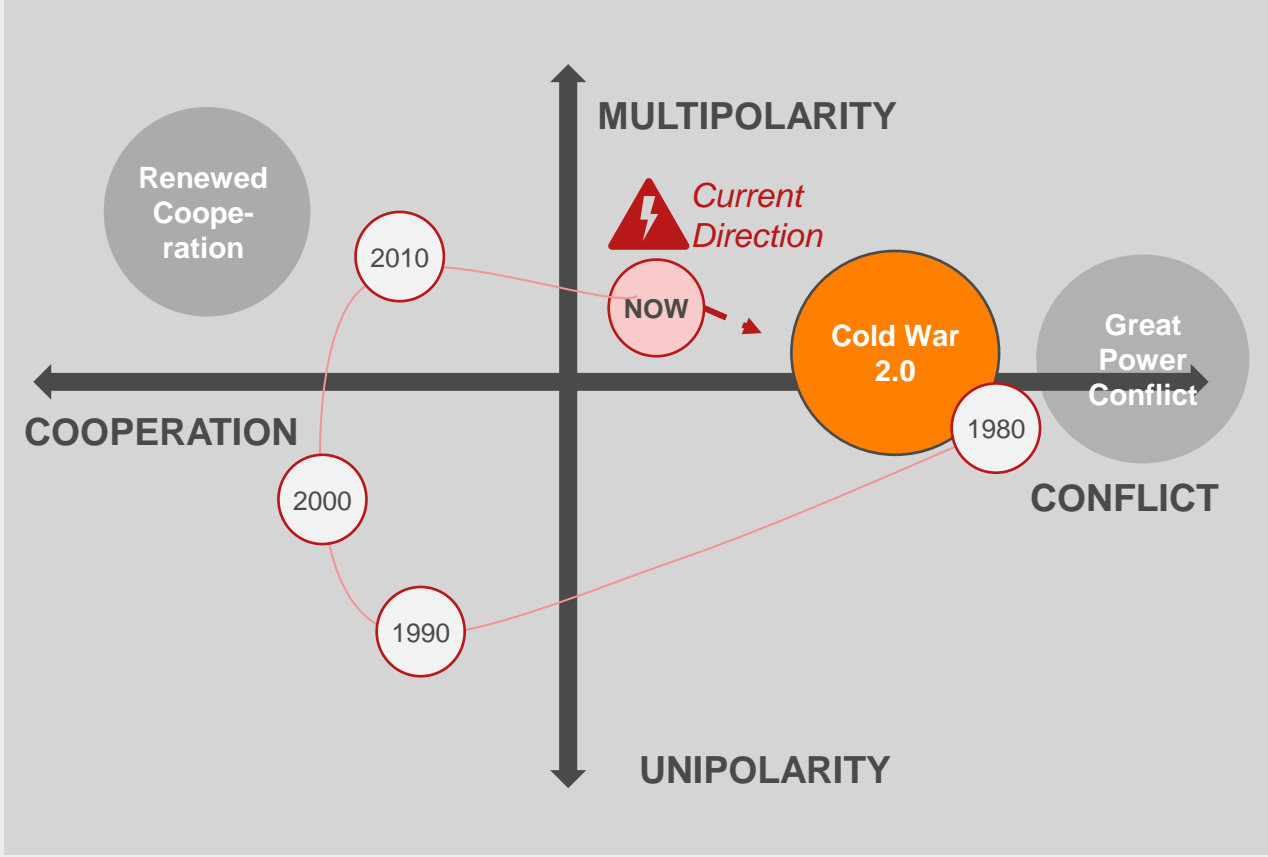 MULTIPOLARITY
Renewed
Coope-
ration
Current
Direction
2010
NOW
Cold War
2.0
Great
Power
Conflict
COOPERATION
1980
2000
CONFLICT
1990
UNIPOLARITY